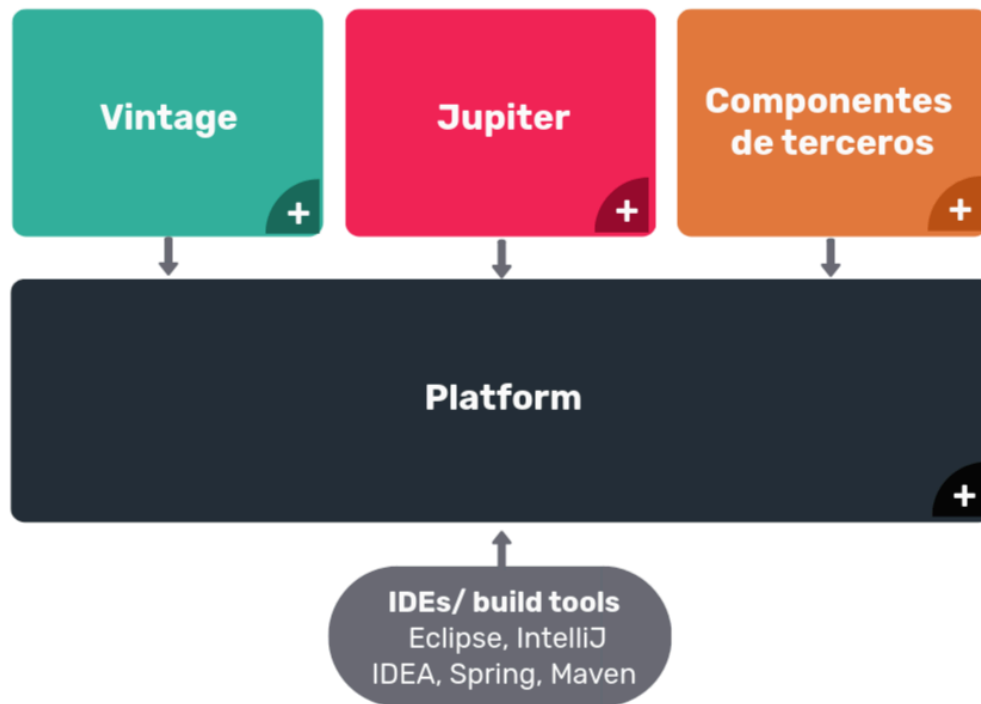 Vintage
+
Jupiter
+
Componentes
de terceros
+
Platform
+
IDEs/ build tools
Eclipse, IntelliJ
IDEA, Spring, Maven